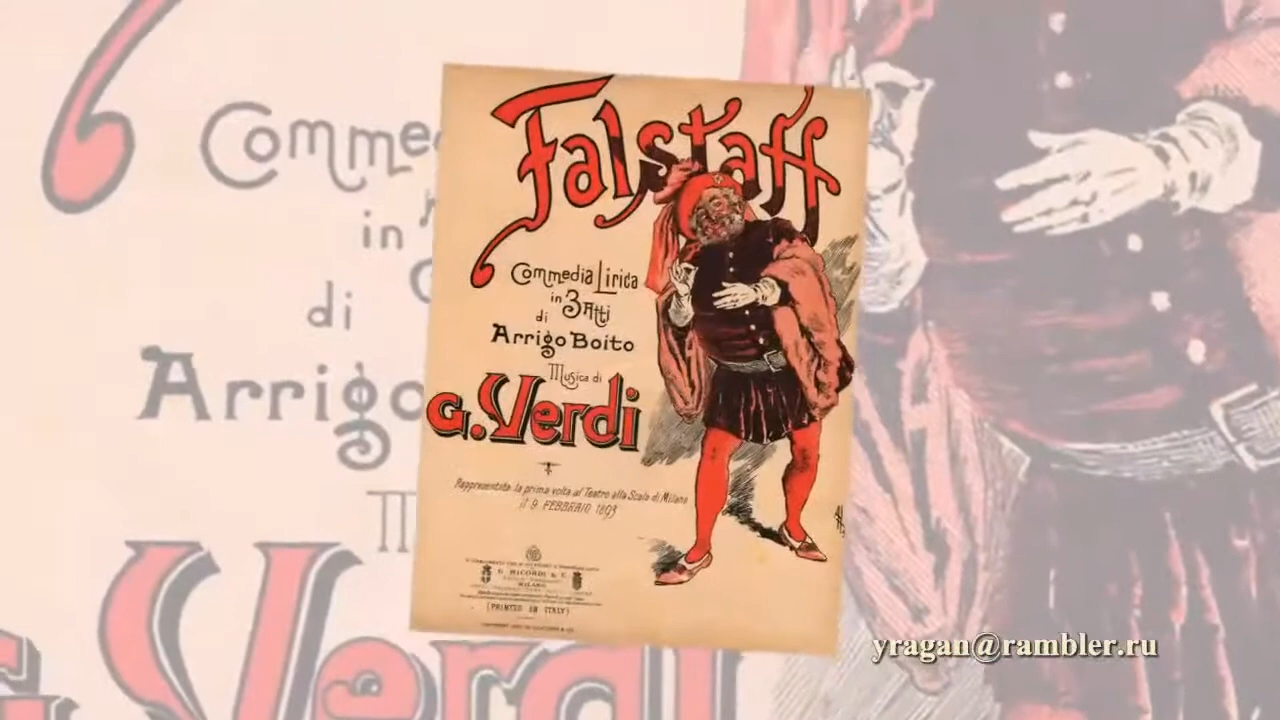 Falstaff
Commedia Lirica
in 3 Atti
di
Arrigo Boito
Musica di
G. Verdi
Rappresentata la prima volta al Teatro alla Scala di Milano
il 9 FEBBRAIO 1893
G. RICORDI & C.
MILANO
(PRINTED IN ITALY)
Comme
in
di
Arrigo
M
G. Verdi
yragan@rambler.ru